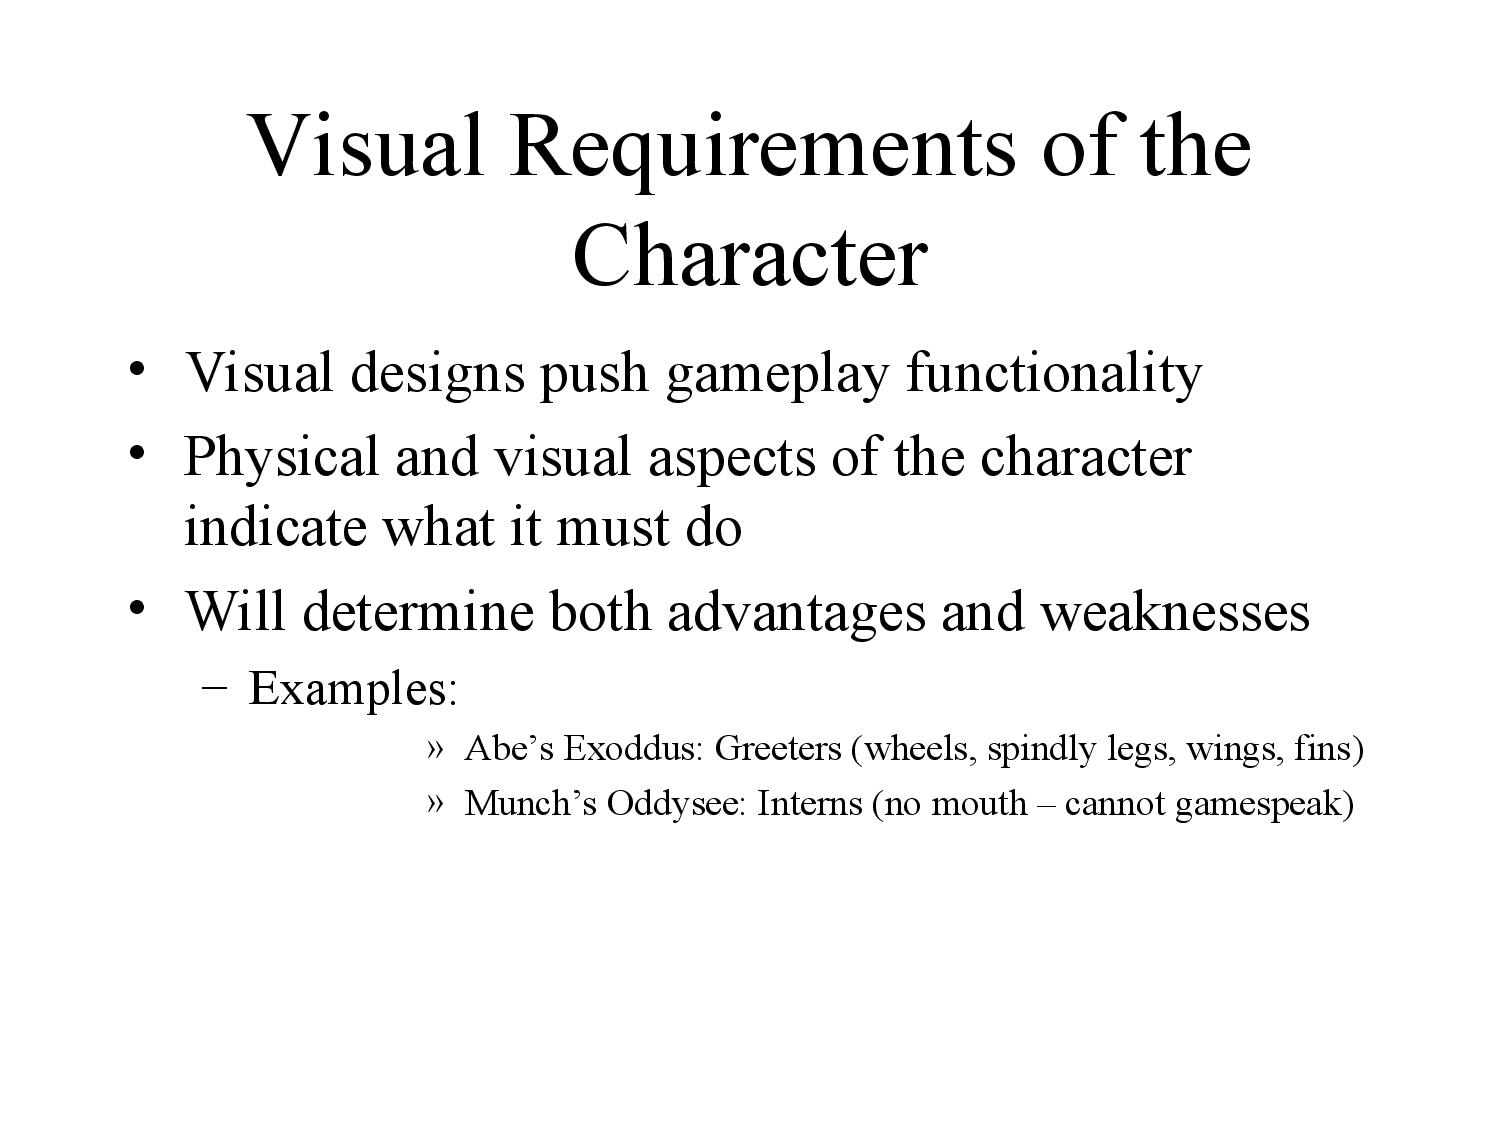 Visual Requirements of the
Character
• Visual designs push gameplay functionality
• Physical and visual aspects of the character
indicate what it must do
• Will determine both advantages and weaknesses
– Examples:
» Abe’s Exoddus: Greeters (wheels, spindly legs, wings, fins)
» Munch’s Oddysee: Interns (no mouth – cannot gamespeak)